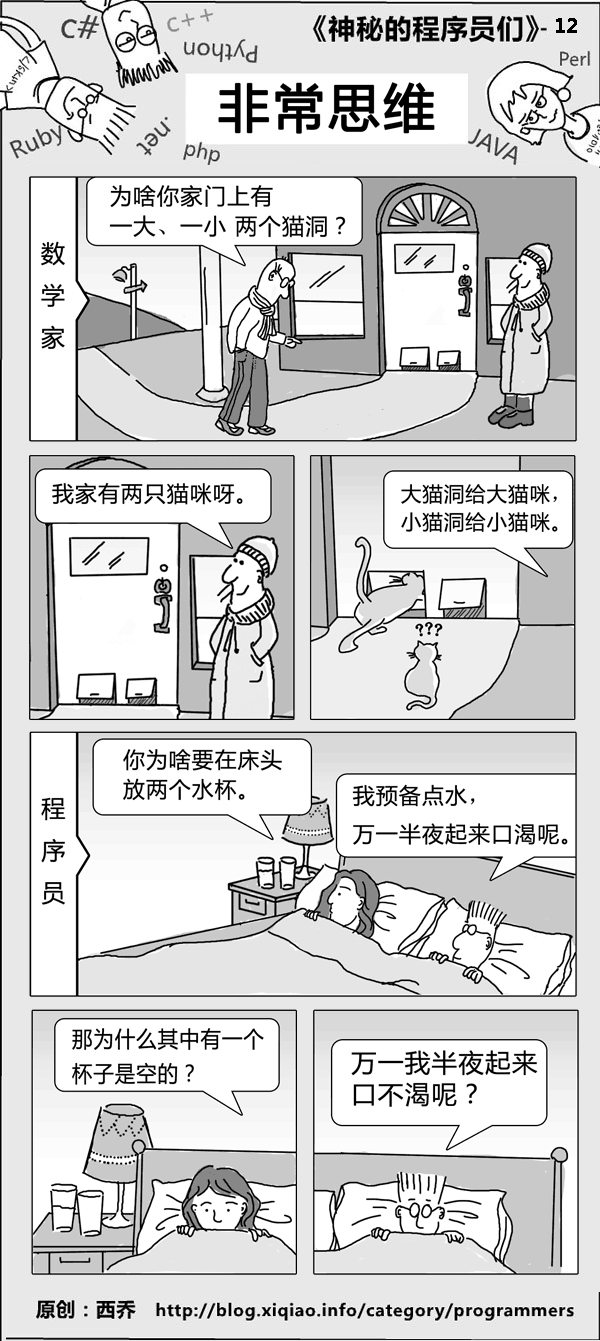 《神秘的程序员们》- 12
C#
C++
Python
Perl
非常思维
Ruby
.net
php
JAVA
数学家
为啥你家门上有
一大、一小 两个猫洞？
我家有两只猫咪呀。
大猫洞给大猫咪，
小猫洞给小猫咪。
???
程序员
你为啥要在床头
放两个水杯。
我预备点水，
万一半夜起来口渴呢。
那为什么其中有一个
杯子是空的？
万一我半夜起来
口不渴呢？
原创：西乔 http://blog.xiqiao.info/category/programmers